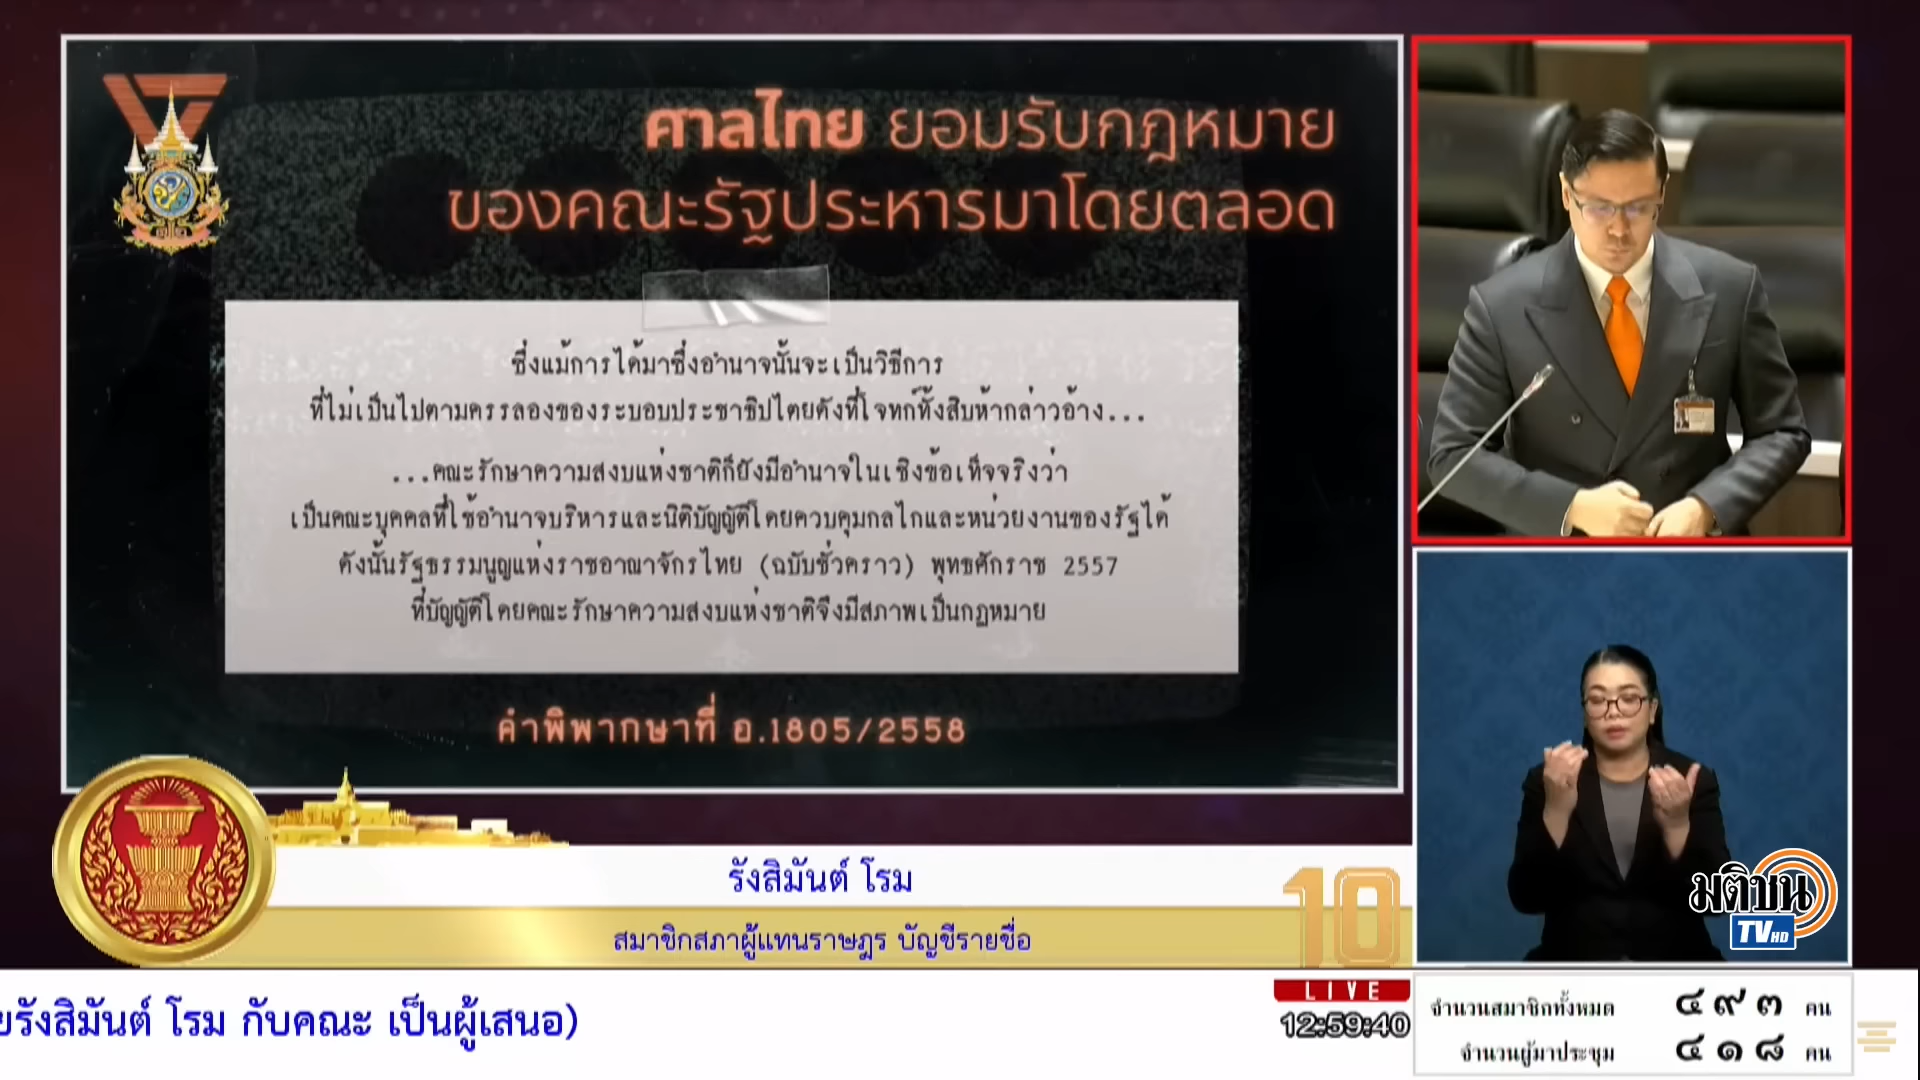 ศาลไทย ยอมรับกฎหมาย
ของคณะรัฐประหารมาโดยตลอด
ซึ่งแม้การได้มาซึ่งอำนาจนั้นจะเป็นวิธีการ
ที่ไม่เป็นไปตามครรลองของระบอบประชาธิปไตยดังที่โจทก์ทั้งสิบห้ากล่าวอ้าง...
...คณะรักษาความสงบแห่งชาติก็ยังมีอำนาจในเชิงข้อเท็จจริงว่า
เป็นคณะบุคคลที่ใช้อำนาจบริหารและนิติบัญญัติโดยควบคุมกลไกและหน่วยงานของรัฐได้
ดังนั้นรัฐธรรมนูญแห่งราชอาณาจักรไทย (ฉบับชั่วคราว) พุทธศักราช 2557
ที่บัญญัติโดยคณะรักษาความสงบแห่งชาติจึงมีสภาพเป็นกฎหมาย
คำพิพากษาที่ อ.1805/2558
รังสิมันต์ โรม
สมาชิกสภาผู้แทนราษฎร บัญชีรายชื่อ
10
มติชน
TV HD
ยรังสิมันต์ โรม กับคณะ เป็นผู้เสนอ)
LIVE
12:59:40
จำนวนสมาชิกทั้งหมด ๔๙๓ คน
จำนวนผู้มาประชุม ๔๑๘ คน